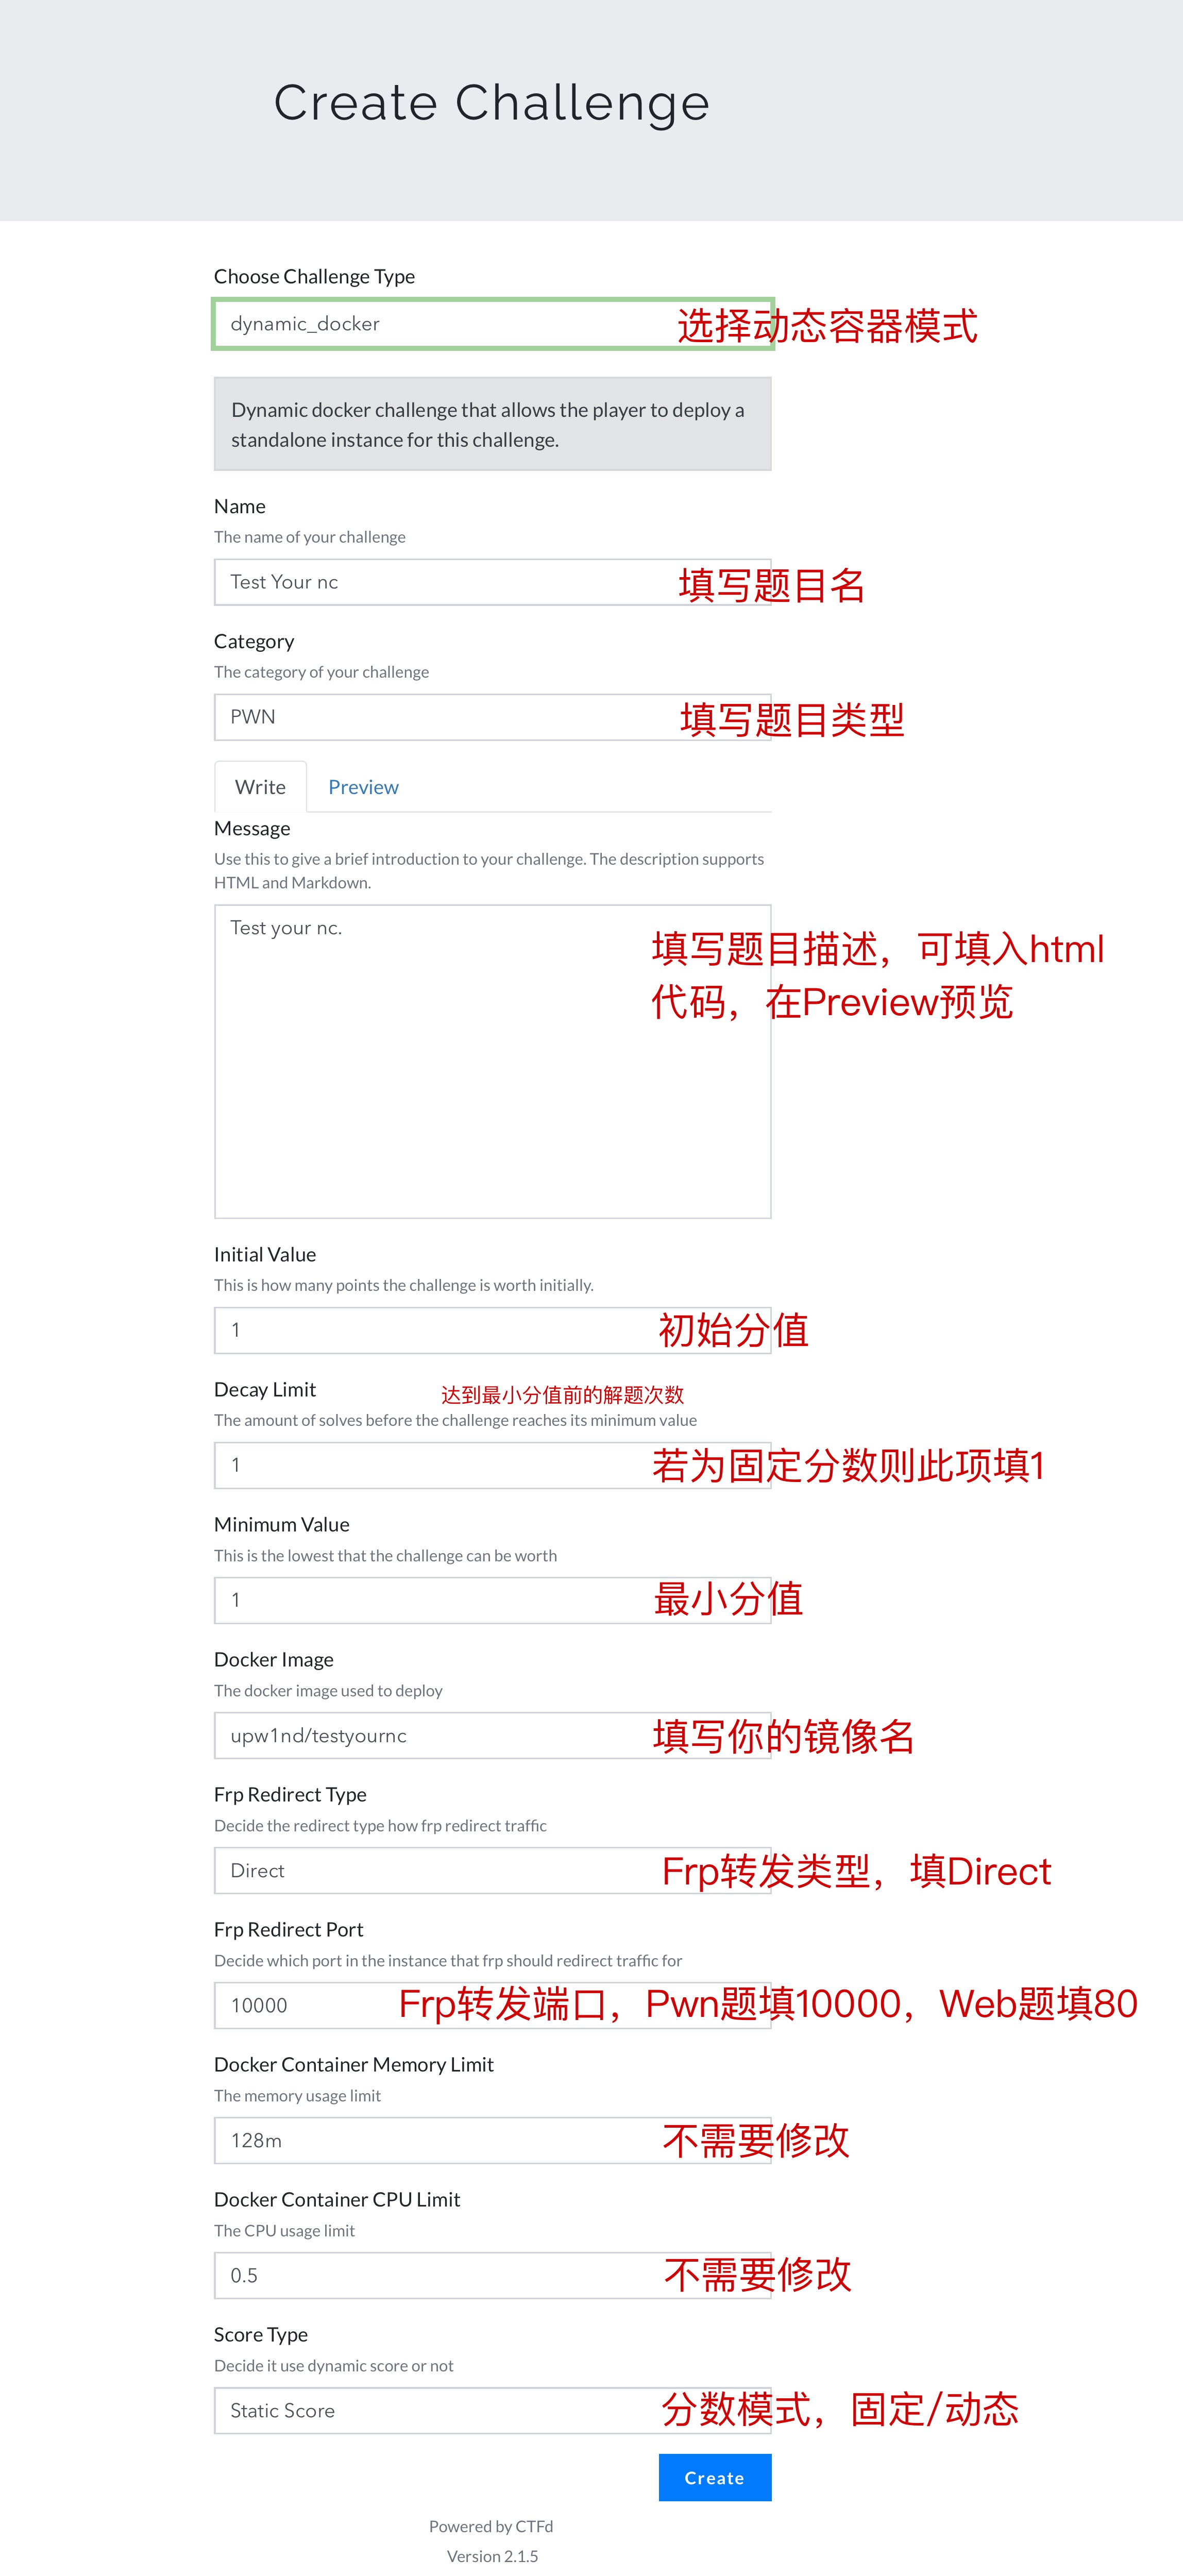 Create Challenge
Choose Challenge Type
dynamic_docker
选择动态容器模式
Dynamic docker challenge that allows the player to deploy a
standalone instance for this challenge.
Name
The name of your challenge
Test Your nc
填写题目名
Category
The category of your challenge
PWN
填写题目类型
Write
Preview
Message
Use this to give a brief introduction to your challenge. The description supports
HTML and Markdown.
Test your nc.
填写题目描述，可填入html
代码，在Preview预览
Initial Value
This is how many points the challenge is worth initially.
1
初始分值
Decay Limit
达到最小分值前的解题次数
The amount of solves before the challenge reaches its minimum value
1
若为固定分数则此项填1
Minimum Value
This is the lowest that the challenge can be worth
1
最小分值
Docker Image
The docker image used to deploy
upw1nd/testyournc
填写你的镜像名
Frp Redirect Type
Decide the redirect type how frp redirect traffic
Direct
Frp转发类型，填Direct
Frp Redirect Port
Decide which port in the instance that frp should redirect traffic for
10000
Frp转发端口，Pwn题填10000，Web题填80
Docker Container Memory Limit
The memory usage limit
128m
不需要修改
Docker Container CPU Limit
The CPU usage limit
0.5
不需要修改
Score Type
Decide it use dynamic score or not
Static Score
分数模式，固定/动态
Create
Powered by CTFd
Version 2.1.5